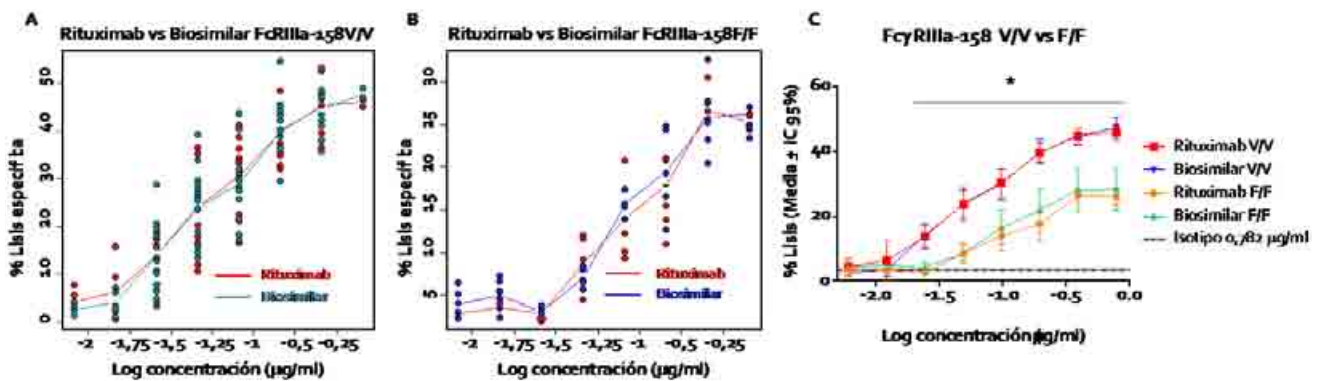 A
Rituximab vs Biosimilar FcRIIIa-158V/V
% Lisis específica
50
40
30
20
10
0
Rituximab
Biosimilar
-2
-1,75
-1,5
-1,25
-1
-0,5
-0,25
Log concentración (µg/ml)
B
Rituximab vs Biosimilar FcRIIIa-158F/F
% Lisis específica
30
25
20
15
10
5
Rituximab
Biosimilar
-2
-1,75
-1,5
-1,25
-1
-0,5
-0,25
Log concentración (µg/ml)
C
FcγRIIIa-158 V/V vs F/F
% Lisis (Media ± IC 95%)
60
40
20
0
*
-2.0
-1.5
-1.0
-0.5
0.0
Log concentración µg/ml)
Rituximab V/V
Biosimilar V/V
Rituximab F/F
Biosimilar F/F
Isotipo 0,782 µg/ml